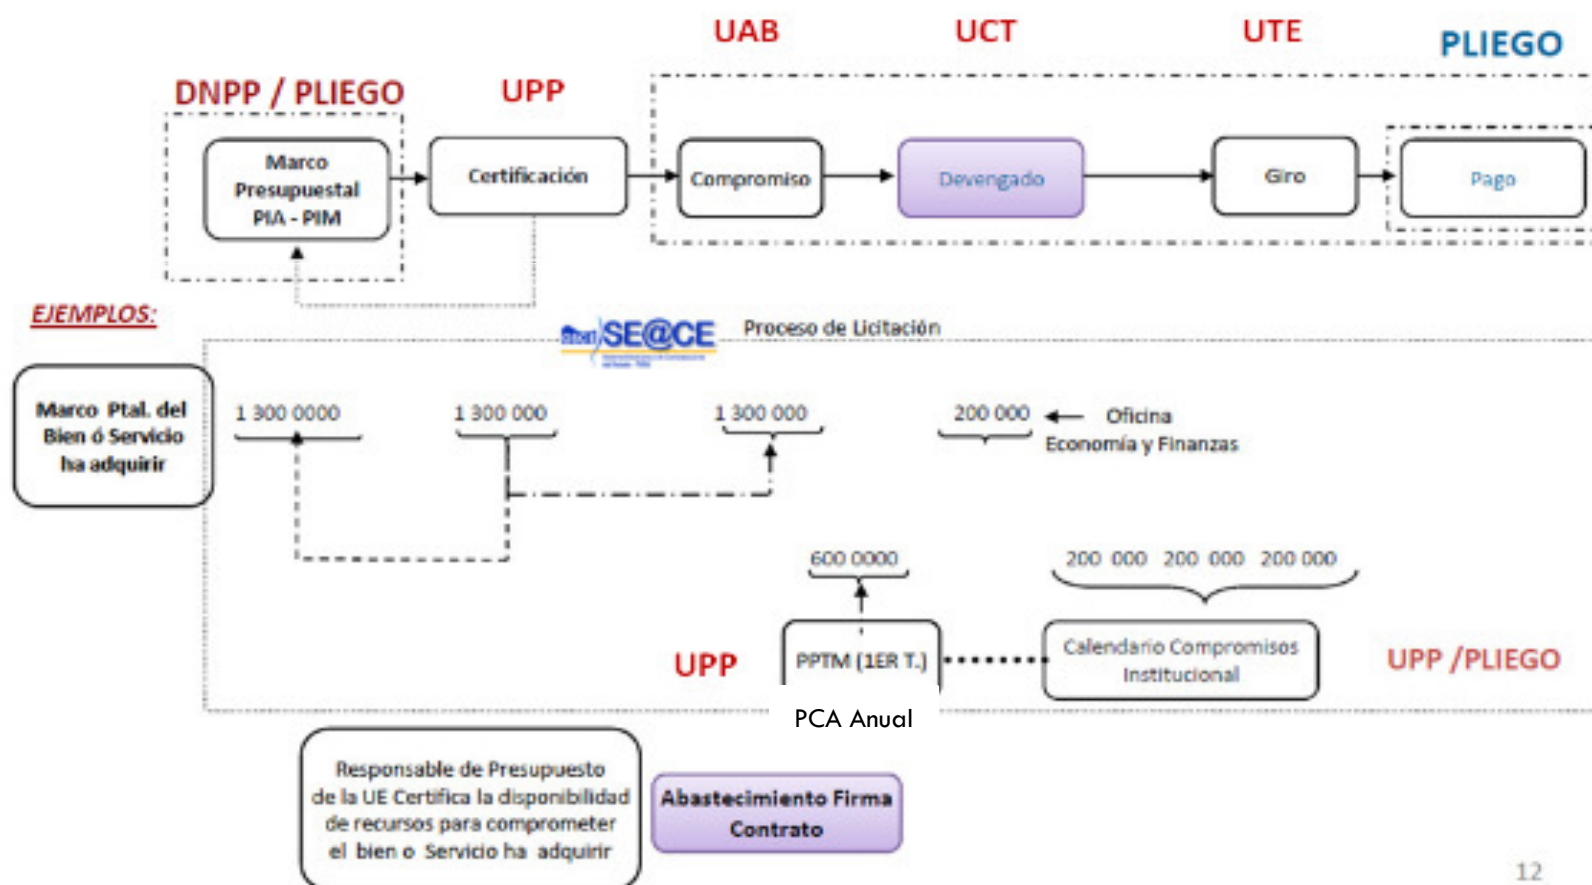 UAB UCT UTE PLIEGO
DNPP / PLIEGO UPP
Marco
Presupuestal
PIA - PIM
Certificación
Compromiso
Devengado
Giro
Pago
EJEMPLOS:
SE@CE
Proceso de Licitación
Marco Ptal. del
Bien ó Servicio
ha adquirir
1 300 0000 1 300 000 1 300 000 200 000 Oficina
Economía y Finanzas
600 0000 200 000 200 000 200 000
UPP
PPTM (1ER T.)
Calendario Compromisos
Institucional
UPP /PLIEGO
PCA Anual
Responsable de Presupuesto
de la UE Certifica la disponibilidad
de recursos para comprometer
el bien o Servicio ha adquirir
Abastecimiento Firma
Contrato
12